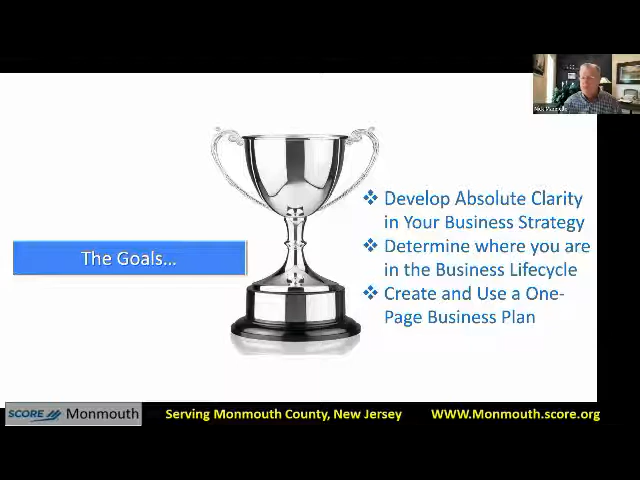 The Goals...
❖ Develop Absolute Clarity
in Your Business Strategy
❖ Determine where you are
in the Business Lifecycle
❖ Create and Use a One-
Page Business Plan
SCORE Monmouth
Serving Monmouth County, New Jersey
WWW.Monmouth.score.org